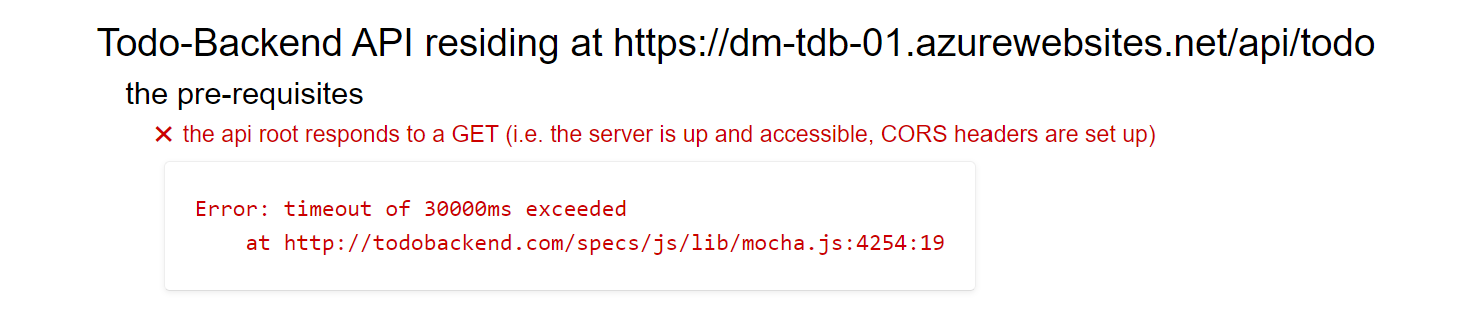 Todo-Backend API residing at https://dm-tdb-01.azurewebsites.net/api/todo
the pre-requisites
✕ the api root responds to a GET (i.e. the server is up and accessible, CORS headers are set up)
Error: timeout of 30000ms exceeded
at http://todobackend.com/specs/js/lib/mocha.js:4254:19